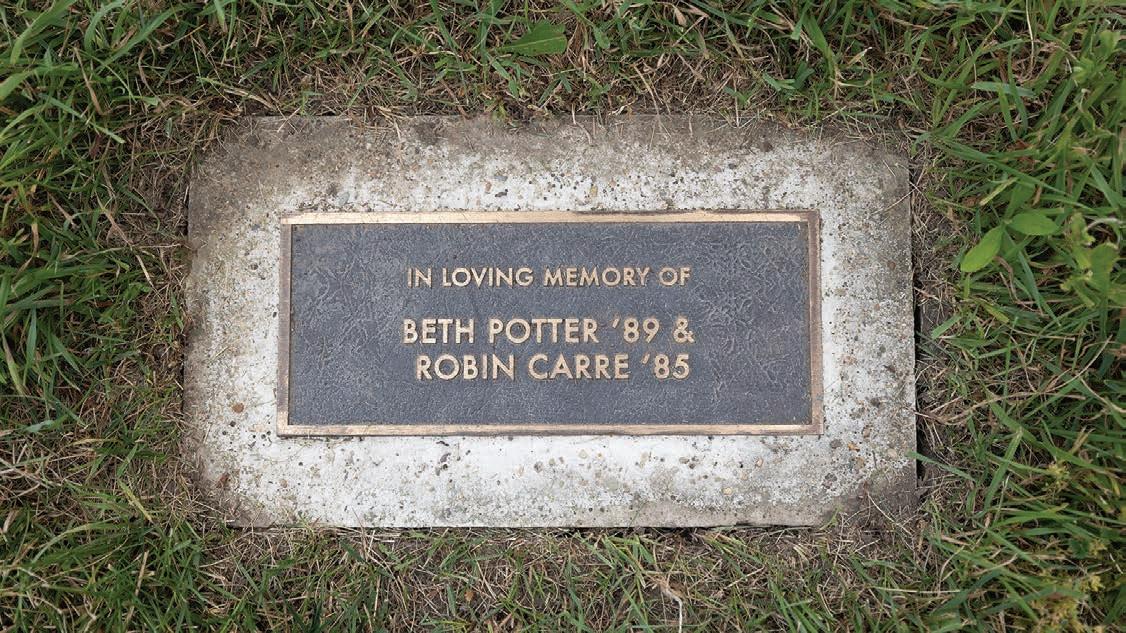 IN LOVING MEMORY OF
BETH POTTER ’89 &
ROBIN CARRE ‘85